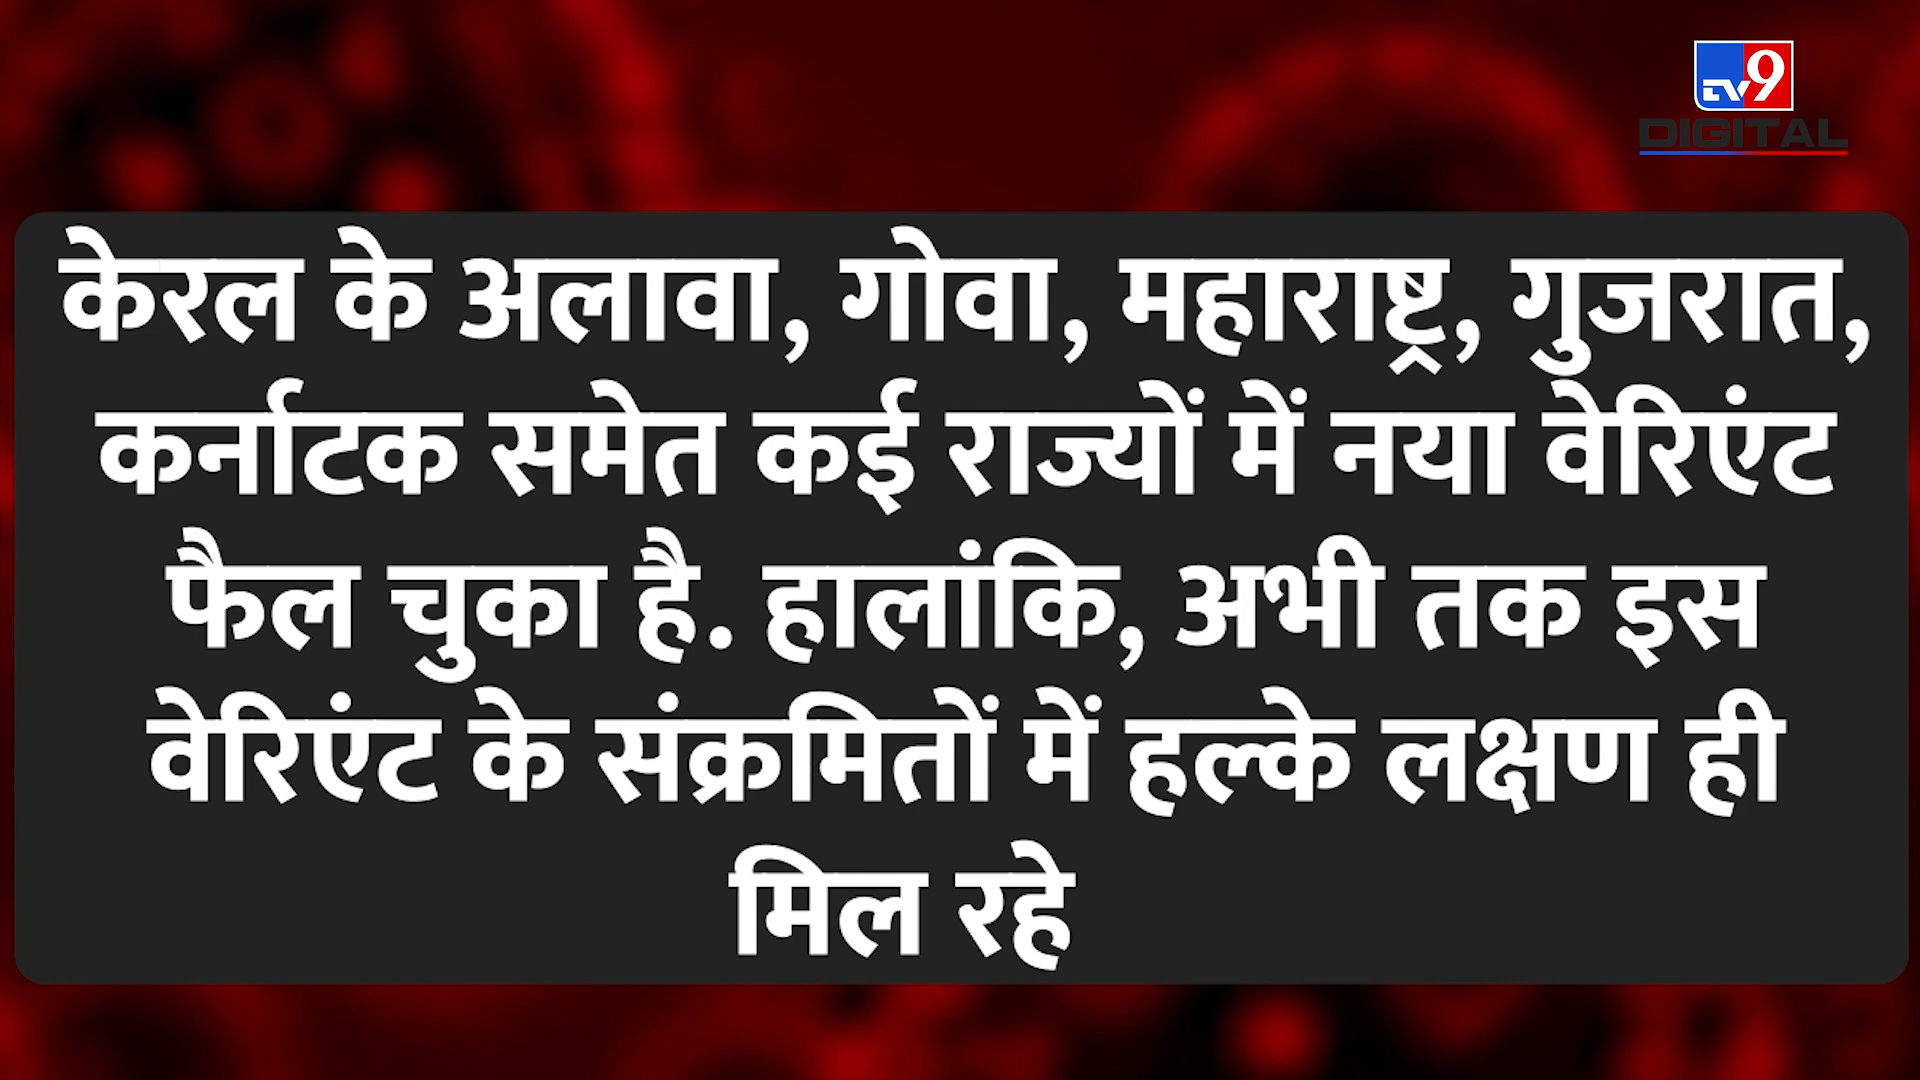 TV9
DIGITAL
केरल के अलावा, गोवा, महाराष्ट्र, गुजरात,
कर्नाटक समेत कई राज्यों में नया वेरिएंट
फैल चुका है. हालांकि, अभी तक इस
वेरिएंट के संक्रमितों में हल्के लक्षण ही
मिल रहे